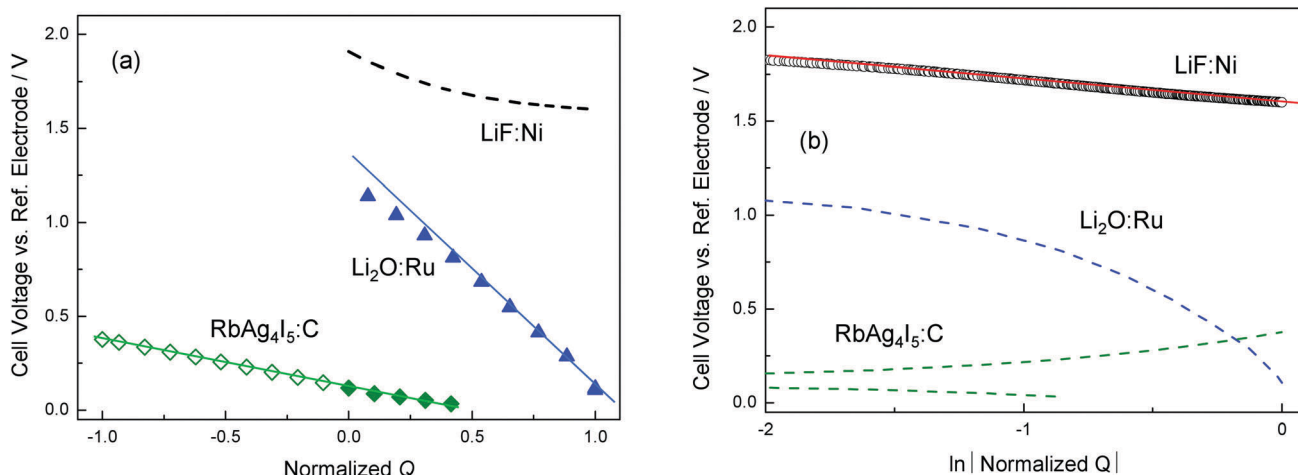 (a)
Cell Voltage vs. Ref. Electrode / V
2.0
1.5
1.0
0.5
0.0
LiF:Ni
Li₂O:Ru
RbAg₄I₅:C
-1.0 -0.5 0.0 0.5 1.0
Normalized Q
(b)
Cell Voltage vs. Ref. Electrode / V
2.0
1.5
1.0
0.5
0.0
LiF:Ni
Li₂O:Ru
RbAg₄I₅:C
-2 -1 0
ln | Normalized Q |